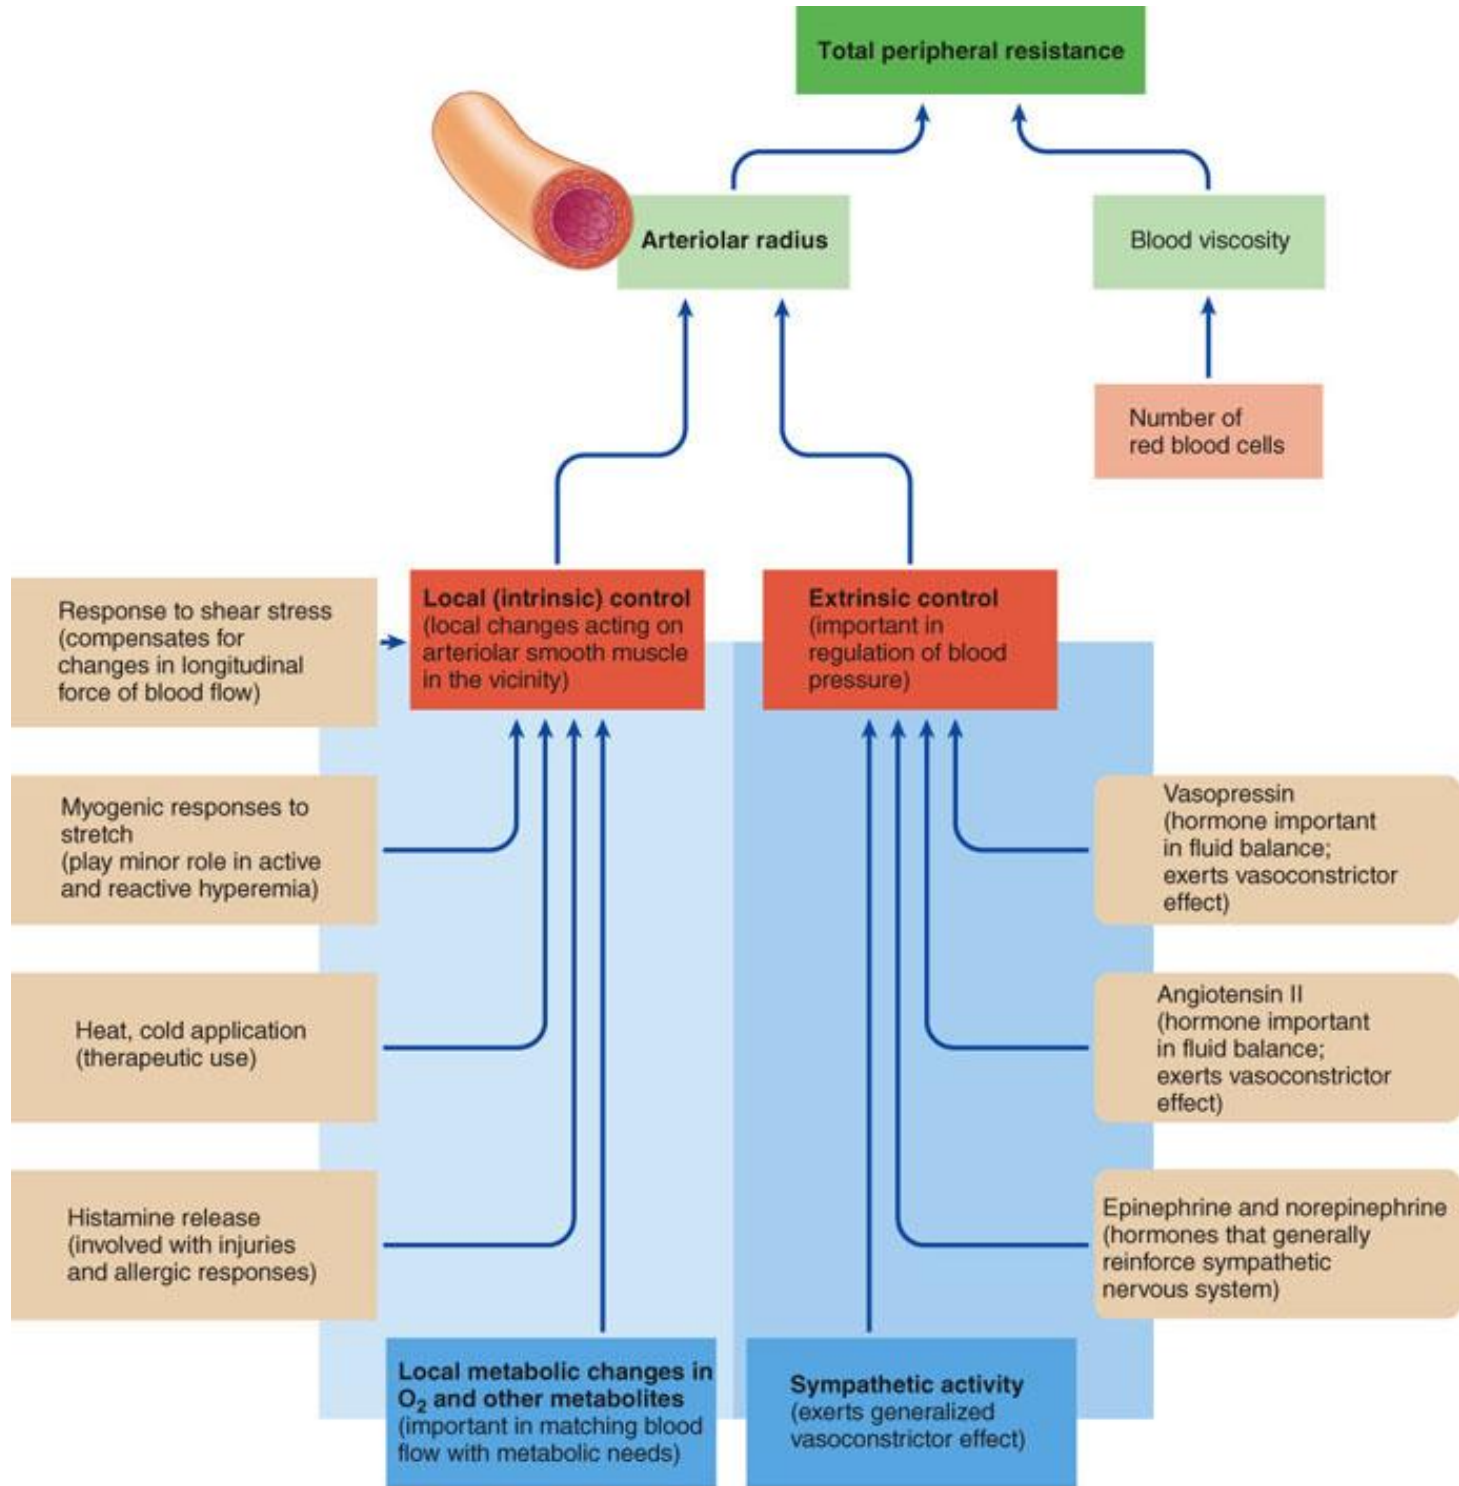 Total peripheral resistance
Arteriolar radius
Blood viscosity
Number of
red blood cells
Response to shear stress
(compensates for
changes in longitudinal
force of blood flow)
Local (intrinsic) control
(local changes acting on
arteriolar smooth muscle
in the vicinity)
Extrinsic control
(important in
regulation of blood
pressure)
Myogenic responses to
stretch
(play minor role in active
and reactive hyperemia)
Vasopressin
(hormone important
in fluid balance;
exerts vasoconstrictor
effect)
Heat, cold application
(therapeutic use)
Angiotensin II
(hormone important
in fluid balance;
exerts vasoconstrictor
effect)
Histamine release
(involved with injuries
and allergic responses)
Epinephrine and norepinephrine
(hormones that generally
reinforce sympathetic
nervous system)
Local metabolic changes in
O₂ and other metabolites
(important in matching blood
flow with metabolic needs)
Sympathetic activity
(exerts generalized
vasoconstrictor effect)